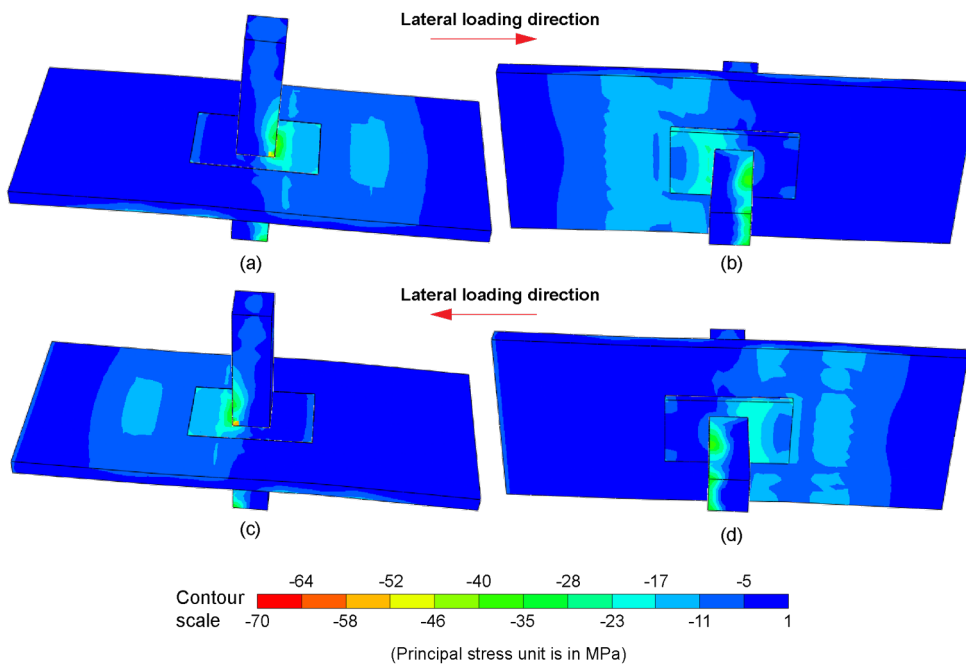 Lateral loading direction
(a)
(b)
Lateral loading direction
(c)
(d)
-64 -52 -40 -28 -17 -5
Contour scale
-70 -58 -46 -35 -23 -11 1
(Principal stress unit is in MPa)